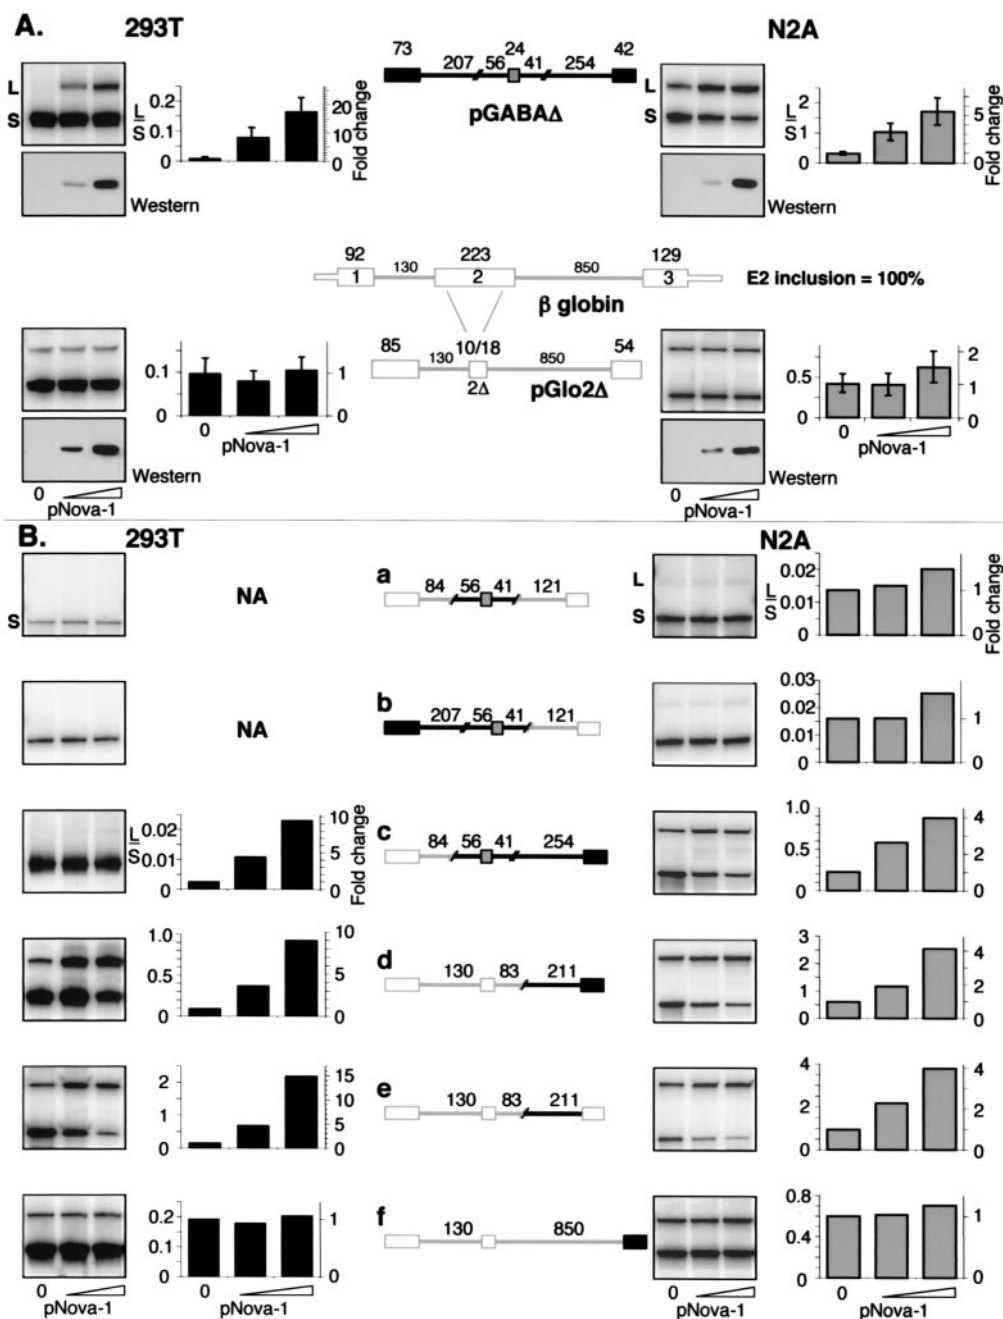 A.
293T
N2A
L
S
0.2
0.1
0
L
S
20
10
0
Fold change
Western
73
207
56
24
41
254
42
pGABAΔ
L
S
2
1
0
L
S
5
0
Fold change
Western
92
130
223
850
129
1
2
3
E2 inclusion = 100%
β globin
85
130
10/18
850
54
2Δ
pGlo2Δ
0.1
0
1
0
0
pNova-1
Western
0
pNova-1
0.5
0
2
1
0
0
pNova-1
Western
0
pNova-1
B.
293T
N2A
S
NA
a
84
56
41
121
L
S
0.02
0.01
0
L
S
1
0
Fold change
NA
b
207
56
41
121
0.03
0.02
0.01
0
1
0
L
S
0.02
0.01
0
10
5
0
Fold change
c
84
56
41
254
1.0
0.5
0
4
2
0
1.0
0.5
0
10
5
0
d
130
83
211
3
2
1
0
4
2
0
2
1
0
15
10
5
0
e
130
83
211
4
2
0
4
2
0
0.2
0.1
0
1
0
0
pNova-1
0
pNova-1
f
130
850
0.8
0.4
0
1
0
0
pNova-1
0
pNova-1